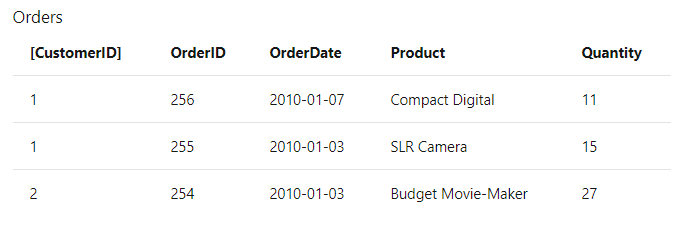 Orders
[CustomerID] OrderID OrderDate Product Quantity
1 256 2010-01-07 Compact Digital 11
1 255 2010-01-03 SLR Camera 15
2 254 2010-01-03 Budget Movie-Maker 27